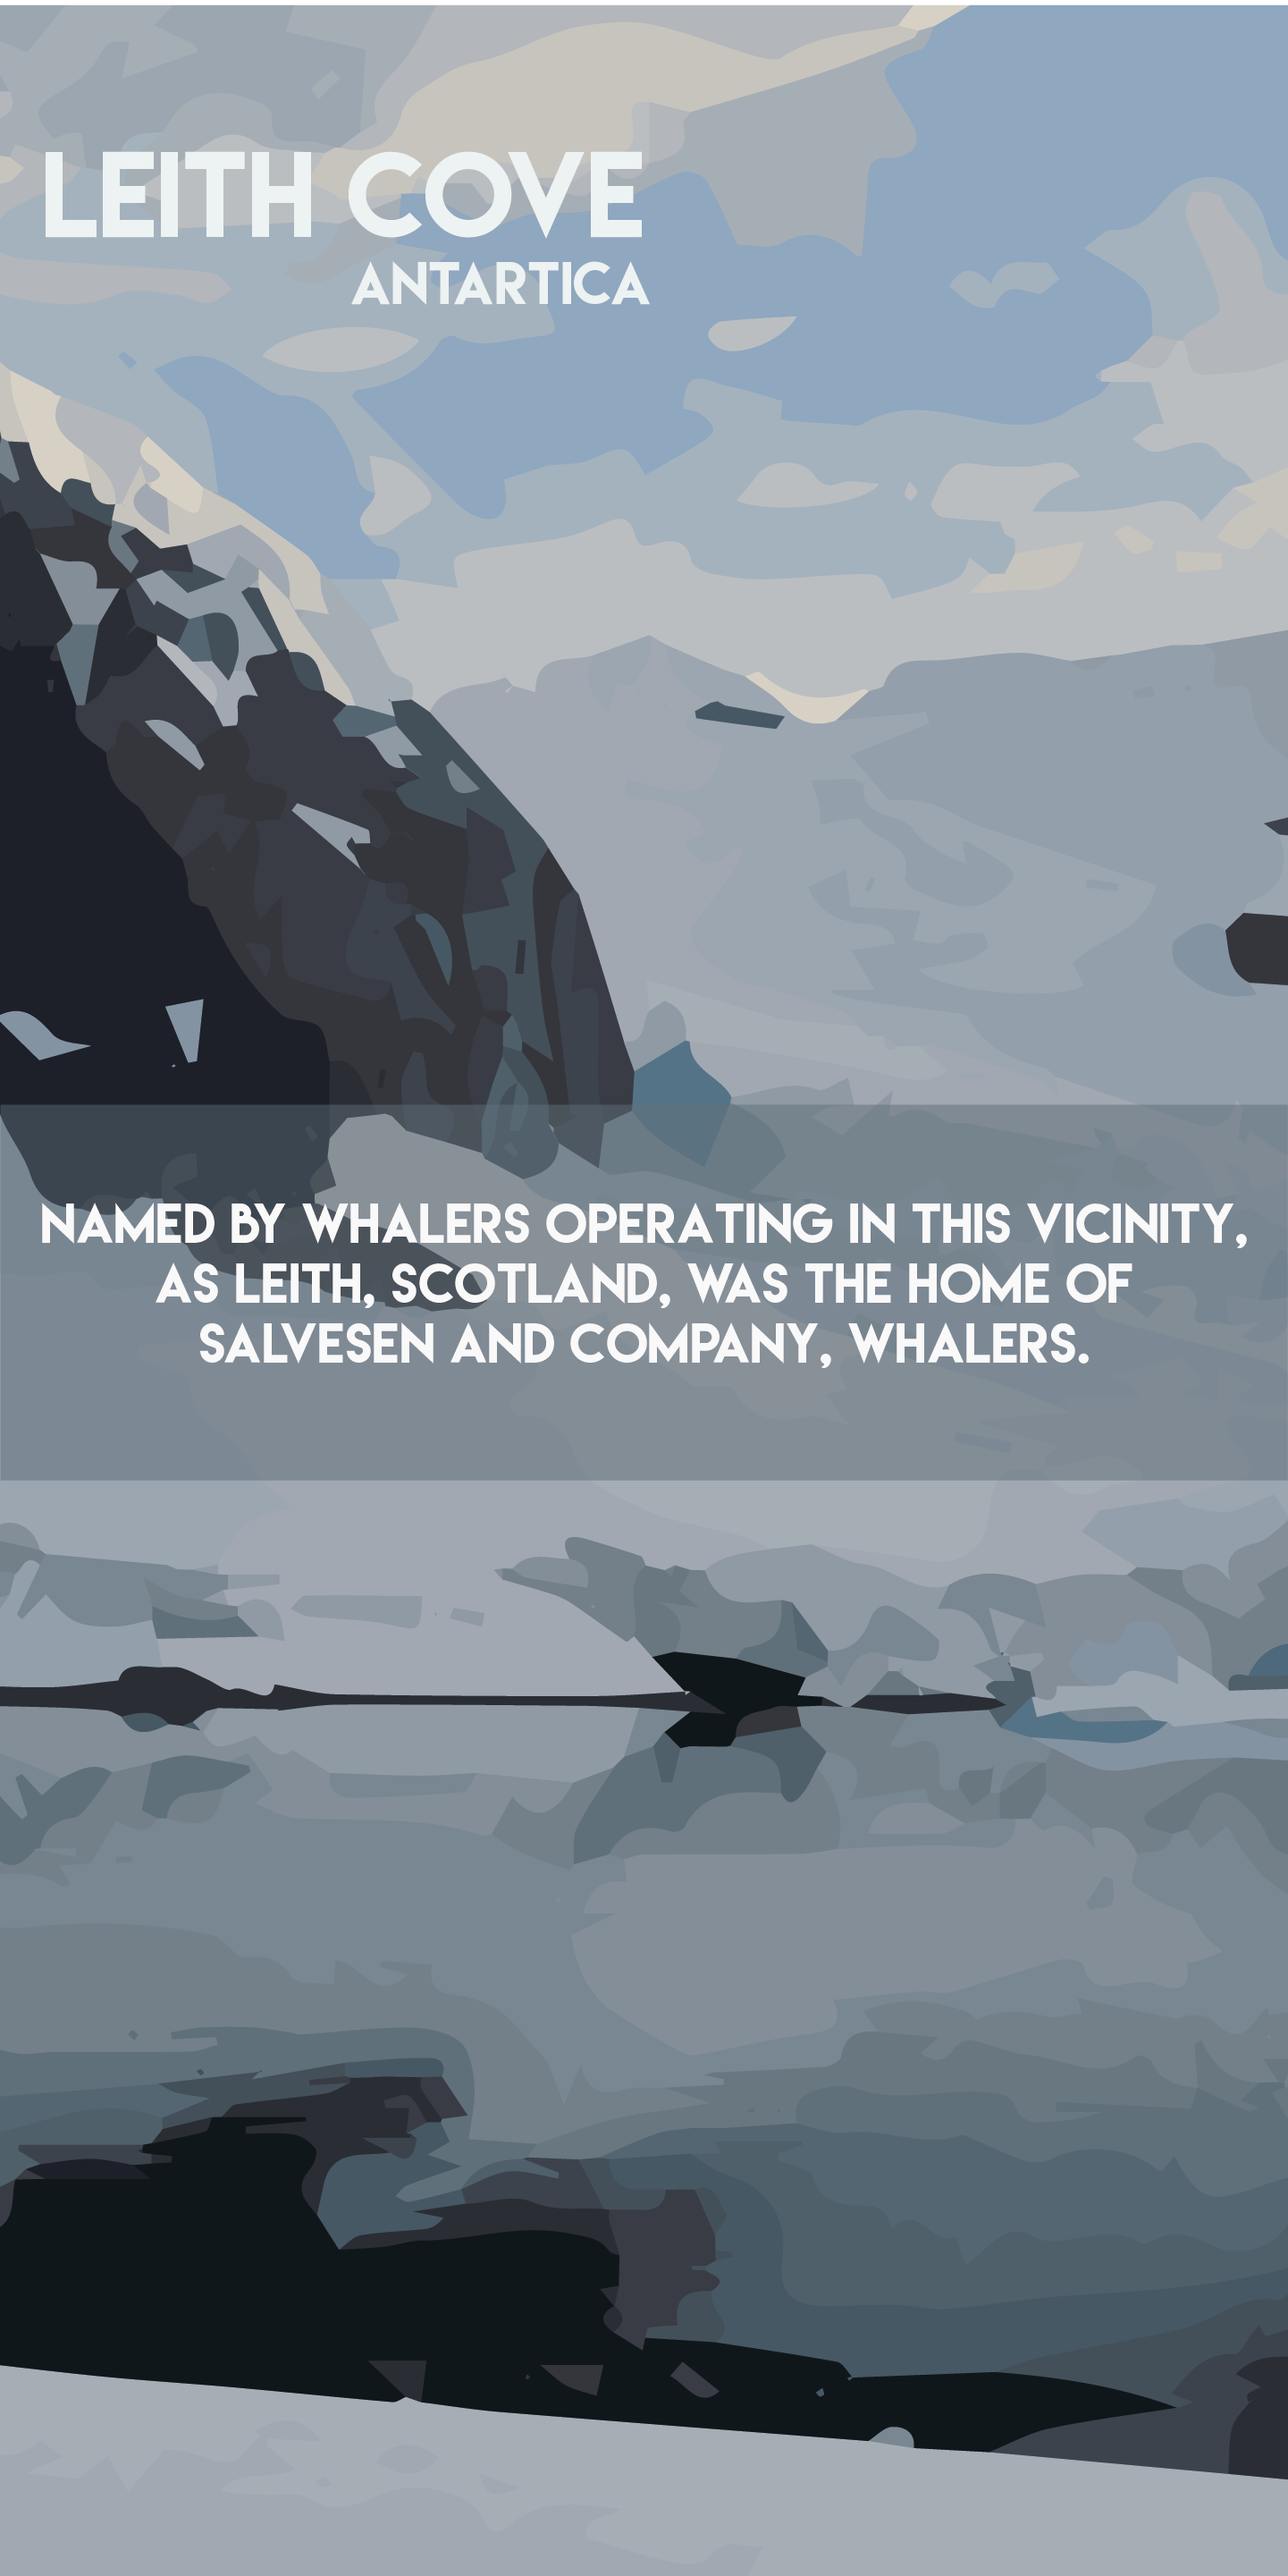 LEITH COVE
ANTARTICA
NAMED BY WHALERS OPERATING IN THIS VICINITY,
AS LEITH, SCOTLAND, WAS THE HOME OF
SALVESEN AND COMPANY, WHALERS.